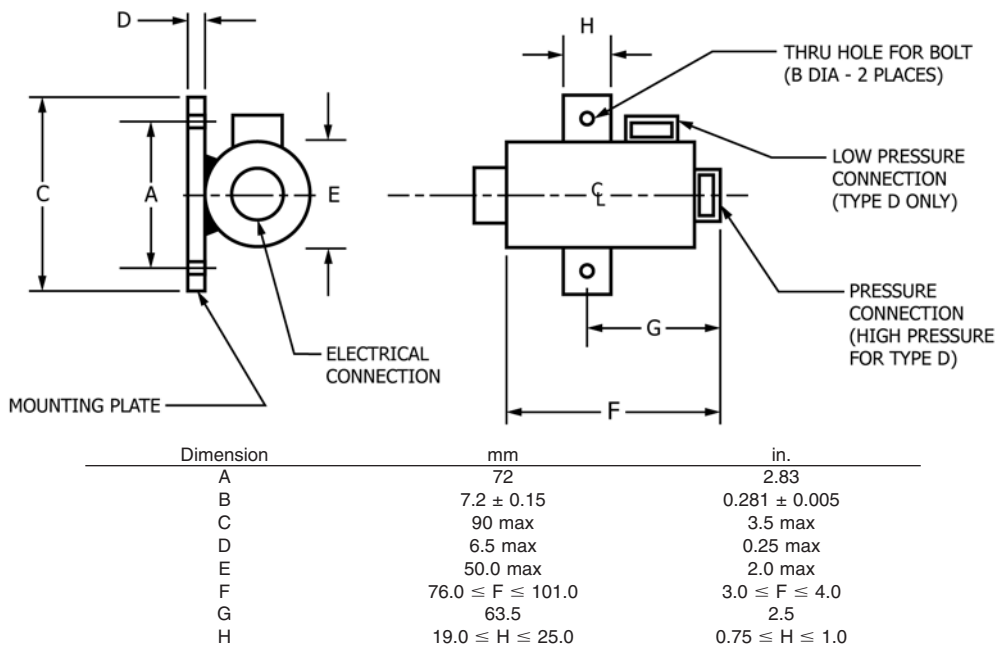 D
H
THRU HOLE FOR BOLT
(B DIA - 2 PLACES)
C
A
E
℄
LOW PRESSURE
CONNECTION
(TYPE D ONLY)
G
PRESSURE
CONNECTION
(HIGH PRESSURE
FOR TYPE D)
ELECTRICAL
CONNECTION
MOUNTING PLATE
F
Dimension mm in.
A 72 2.83
B 7.2 ± 0.15 0.281 ± 0.005
C 90 max 3.5 max
D 6.5 max 0.25 max
E 50.0 max 2.0 max
F 76.0 ≤ F ≤ 101.0 3.0 ≤ F ≤ 4.0
G 63.5 2.5
H 19.0 ≤ H ≤ 25.0 0.75 ≤ H ≤ 1.0